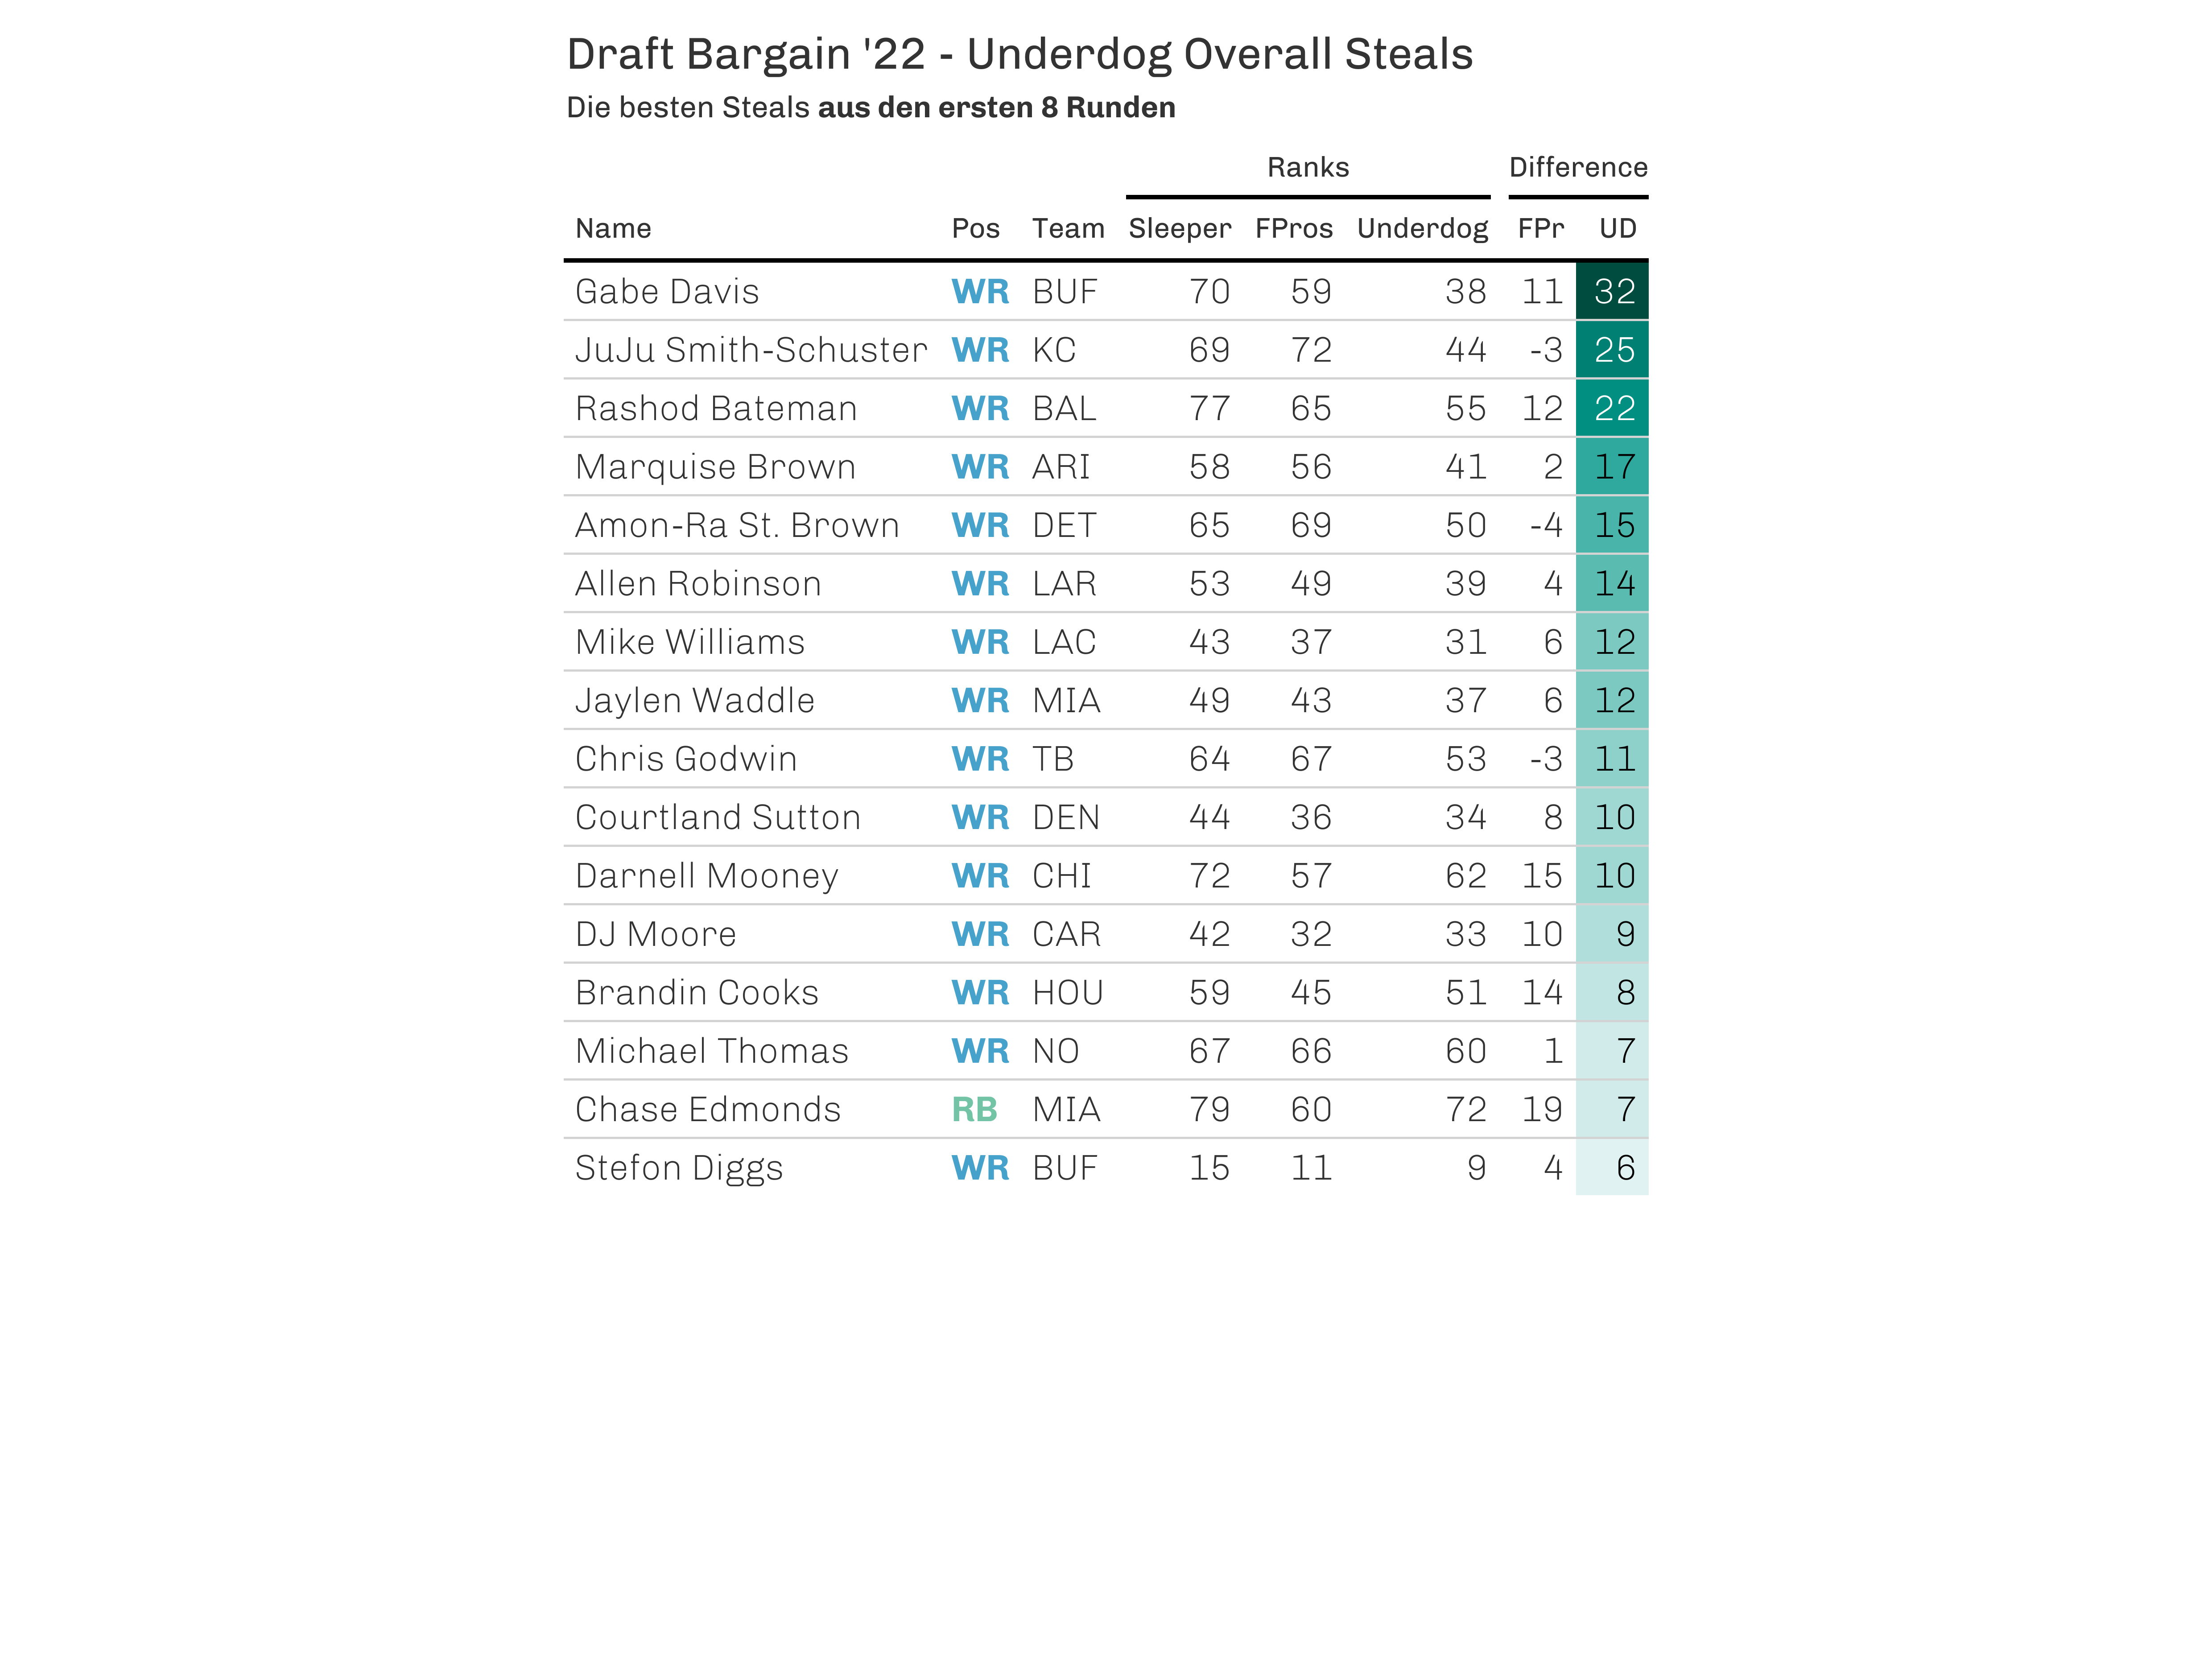 Draft Bargain '22 - Underdog Overall Steals
Die besten Steals aus den ersten 8 Runden
Ranks Difference
Name Pos Team Sleeper FPros Underdog FPr UD
Gabe Davis WR BUF 70 59 38 11 32
JuJu Smith-Schuster WR KC 69 72 44 -3 25
Rashod Bateman WR BAL 77 65 55 12 22
Marquise Brown WR ARI 58 56 41 2 17
Amon-Ra St. Brown WR DET 65 69 50 -4 15
Allen Robinson WR LAR 53 49 39 4 14
Mike Williams WR LAC 43 37 31 6 12
Jaylen Waddle WR MIA 49 43 37 6 12
Chris Godwin WR TB 64 67 53 -3 11
Courtland Sutton WR DEN 44 36 34 8 10
Darnell Mooney WR CHI 72 57 62 15 10
DJ Moore WR CAR 42 32 33 10 9
Brandin Cooks WR HOU 59 45 51 14 8
Michael Thomas WR NO 67 66 60 1 7
Chase Edmonds RB MIA 79 60 72 19 7
Stefon Diggs WR BUF 15 11 9 4 6